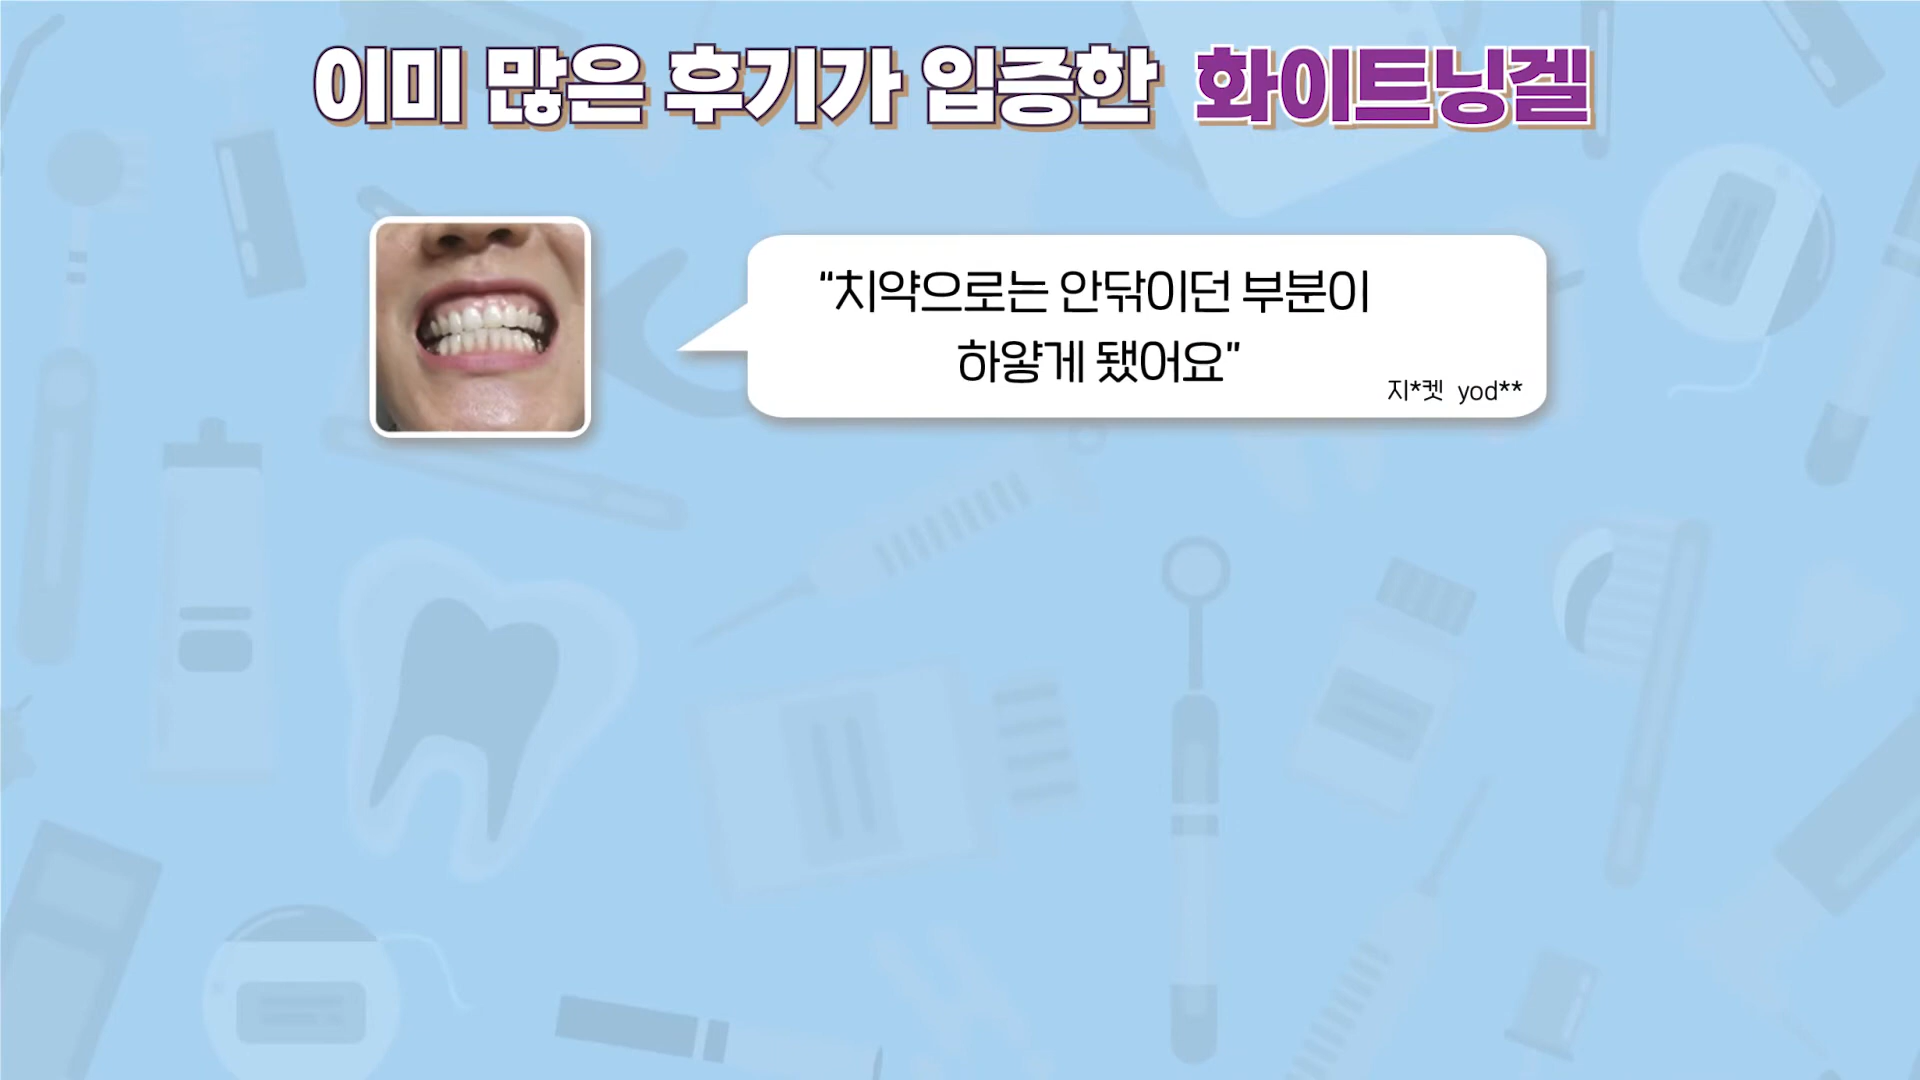 이미 많은 후기가 입증한 화이트닝겔
“치약으로는 안닦이던 부분이
하얗게 됐어요”
지*켓 yod**